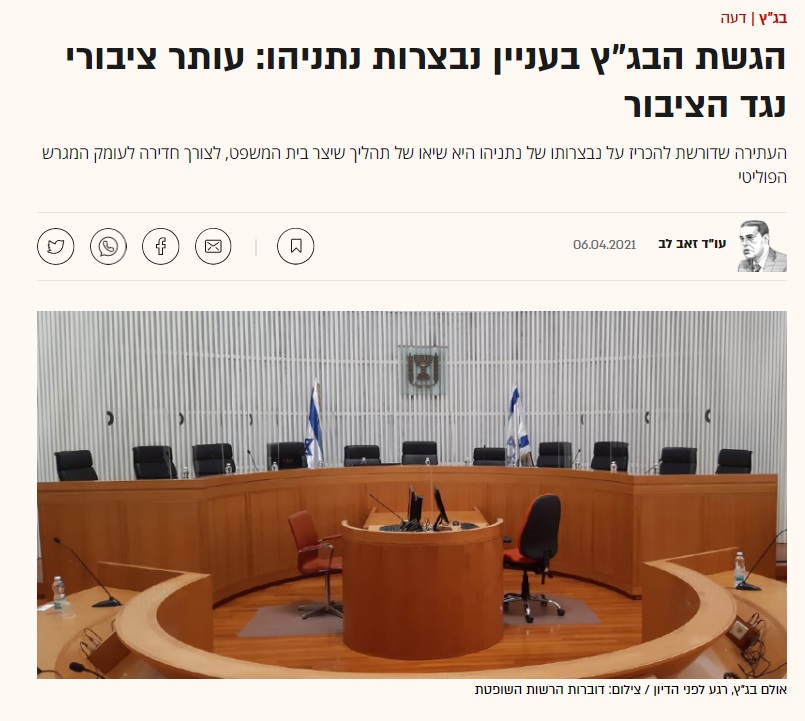 בג"ץ | דעה
הגשת הבג"ץ בעניין נבצרות נתניהו: עותר ציבורי
נגד הציבור
העתירה שדורשת להכריז על נבצרותו של נתניהו היא שיאו של תהליך שיצר בית המשפט, לצורך חדירה לעומק המגרש
הפוליטי
עו"ד זאב לב 06.04.2021
אולם בג"ץ, רגע לפני הדיון / צילום: דוברות הרשות השופטת